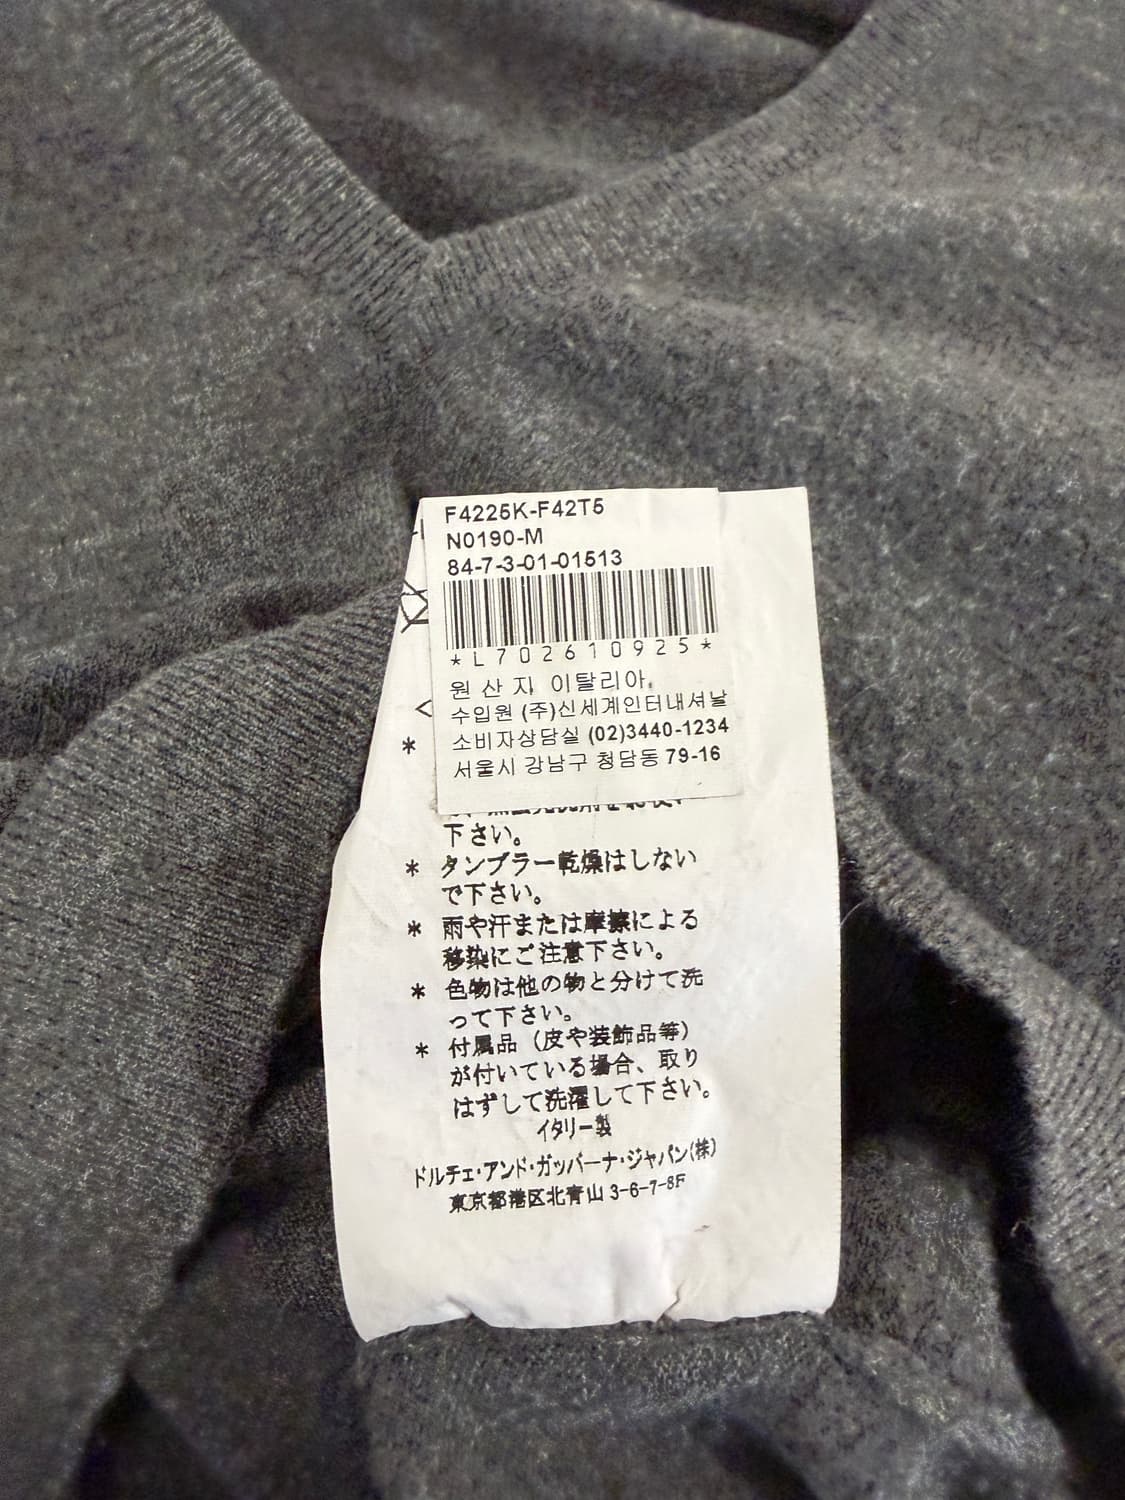 F4225K-F42T5
N0190-M
84-7-3-01-01513
*L702610925*
원 산 지 이탈리아.
수입원 (주)신세계인터내셔날
소비자상담실 (02)3440-1234
서울시 강남구 청담동 79-16
<
*
下さい。
* タンブラー乾燥はしない
で下さい。
* 雨や汗または摩擦による
移染にご注意下さい。
* 色物は他の物と分けて洗
って下さい。
* 付属品（皮や装飾品等）
が付いている場合、取り
はずして洗濯して下さい。
イタリー製
ドルチェ・アンド・ガッバーナ・ジャパン(株)
東京都港区北青山 3-6-7-8F